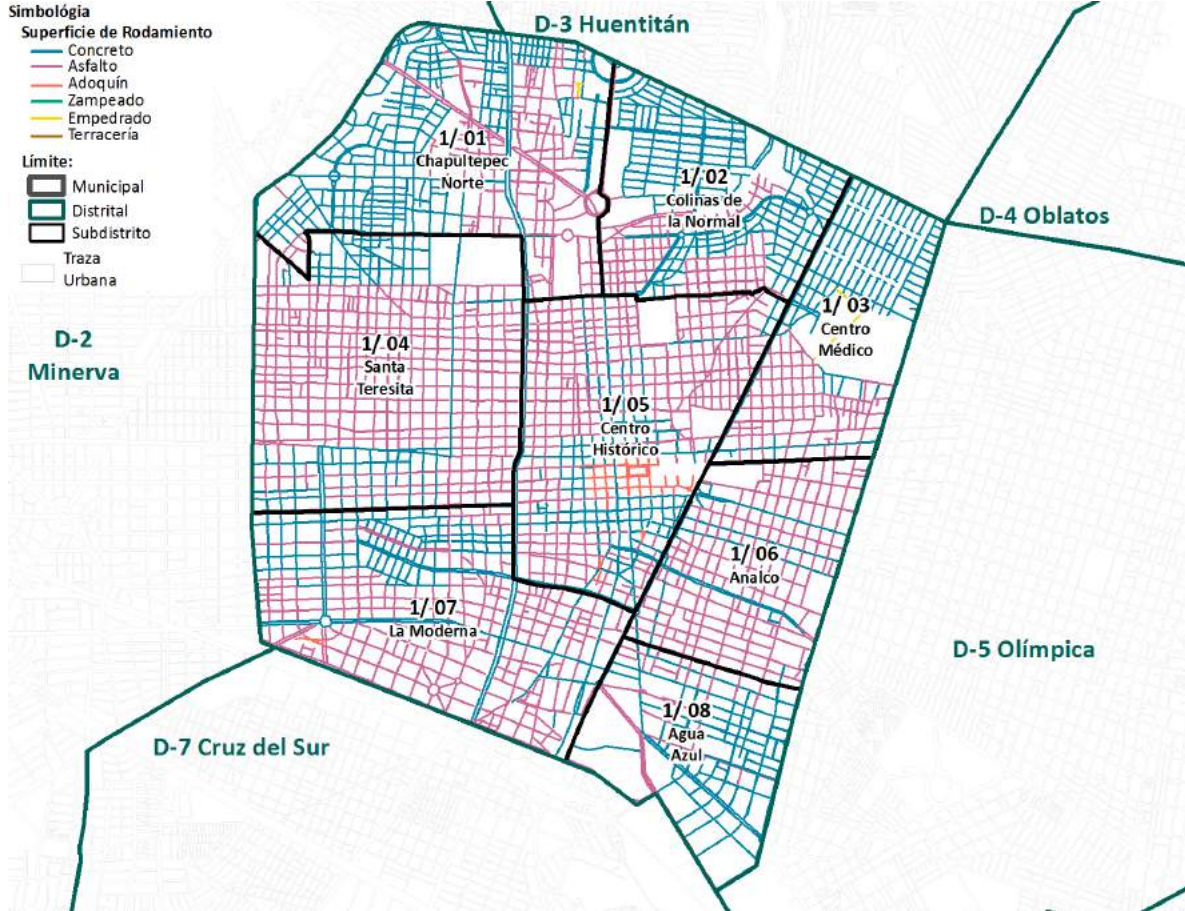 Simbológia
Superficie de Rodamiento
Concreto
Asfalto
Adoquín
Zampeado
Empedrado
Terracería
Límite:
Municipal
Distrital
Subdistrito
Traza
Urbana
D-3 Huentitán
1/ 01
Chapultepec
Norte
1/ 02
Colinas de
la Normal
D-4 Oblatos
1/ 03
Centro
Médico
D-2
Minerva
1/ 04
Santa
Teresita
1/ 05
Centro
Histórico
1/ 06
Analco
1/ 07
La Moderna
D-5 Olímpica
1/ 08
Agua
Azul
D-7 Cruz del Sur